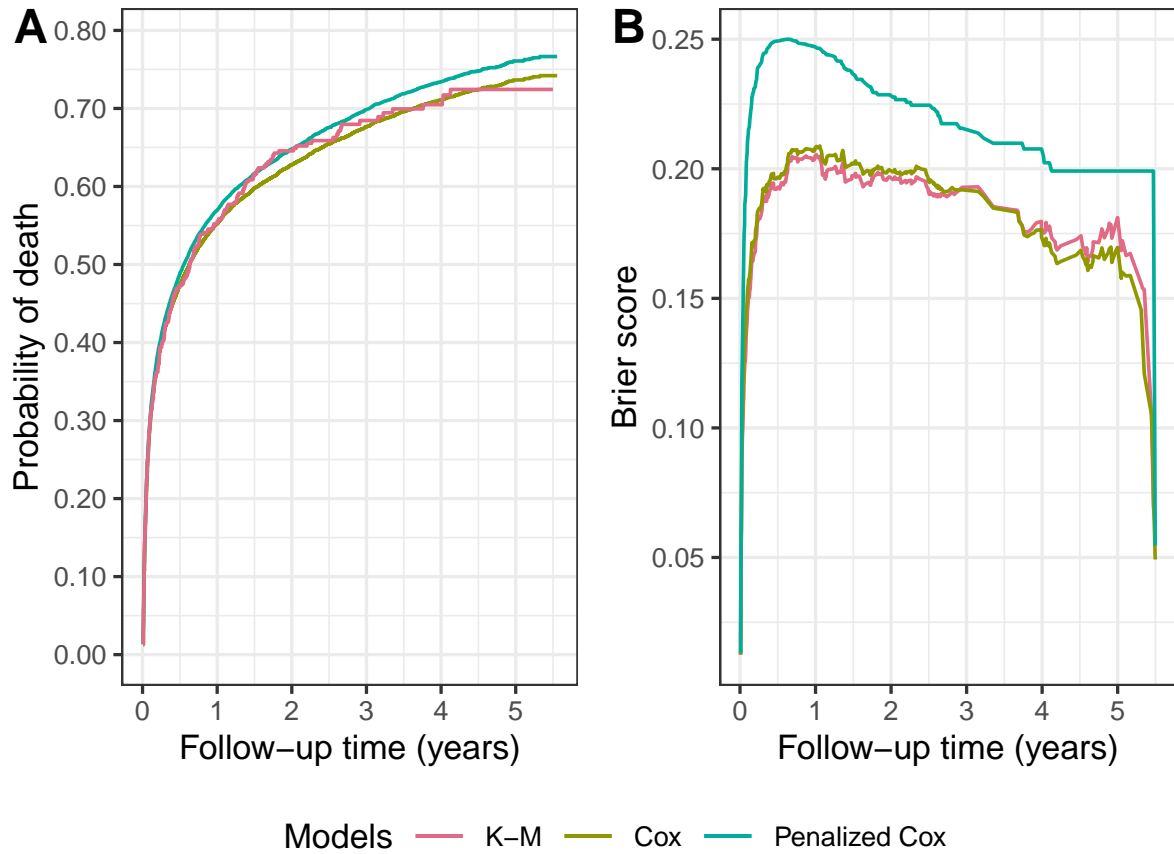 A
Probability of death
0.80
0.70
0.60
0.50
0.40
0.30
0.20
0.10
0.00
0 1 2 3 4 5
Follow−up time (years)
B
Brier score
0.25
0.20
0.15
0.10
0.05
0 1 2 3 4 5
Follow−up time (years)
Models K−M Cox Penalized Cox